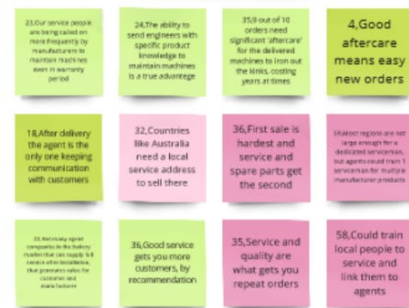 23,Our service people
are being called on
more frequently by
manufacturers to
maintain machines
even in warranty
period
24,The ability to
send engineers with
specific product
knowledge to
maintain machines
is a true advantege
35,9 out of 10
orders need
significant 'aftercare'
for the delivered
machines to iron out
the kinks, costing
years at times
4,Good
aftercare
means easy
new orders
18,After delivery
the agent is the
only one keeping
communication
with customers
32,Countries
like Australia
need a local
service address
to sell there
36,First sale is
hardest and
service and
spare parts get
the second
most regions are not
large enough for a
dedicated serviceman,
but agents could train 1
serviceman for multiple
manufacturer products
many agent
companies in the bakery
market that can supply full
service after installation,
that generates value for
customer and
manufacturer
36,Good service
gets you more
customers, by
recommendation
35,Service and
quality are
what gets you
repeat orders
58,Could train
local people to
service and
link them to
agents